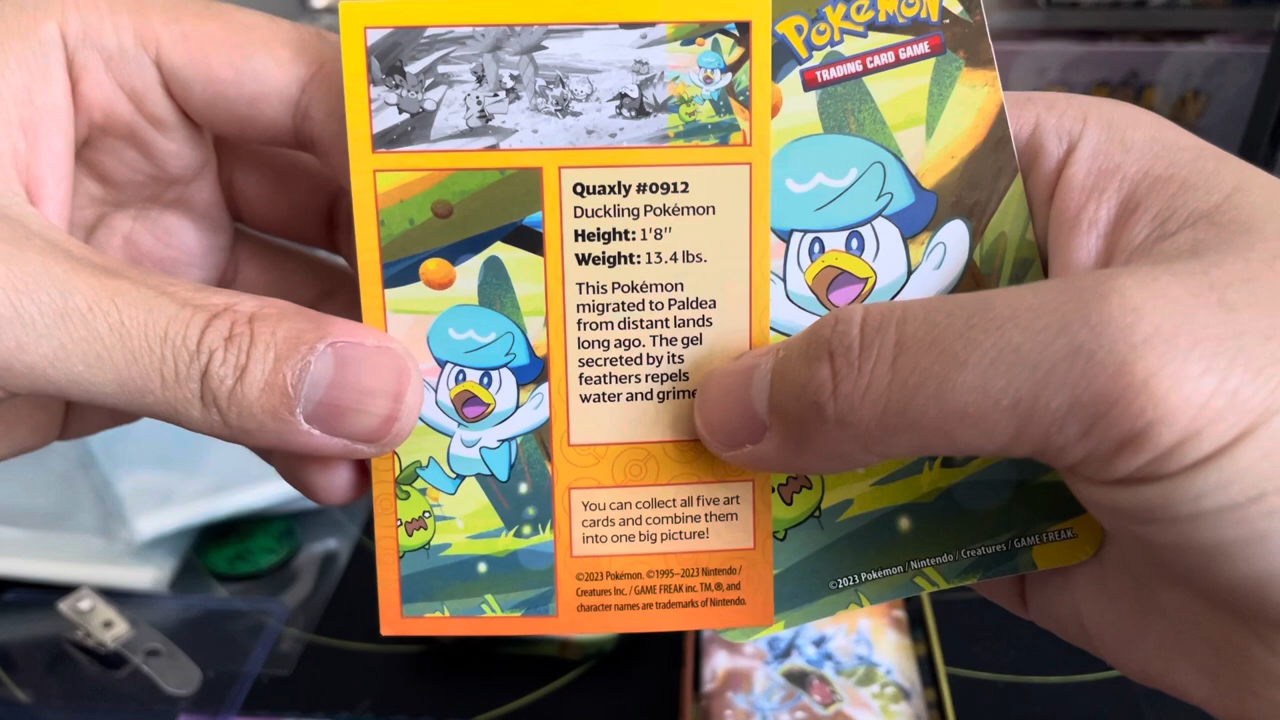 POKéMON
TRADING CARD GAME
Quaxly #0912
Duckling Pokémon
Height: 1'8"
Weight: 13.4 lbs.
This Pokémon
migrated to Paldea
from distant lands
long ago. The gel
secreted by its
feathers repels
water and grime
You can collect all five art
cards and combine them
into one big picture!
©2023 Pokémon. ©1995–2023 Nintendo /
Creatures Inc. / GAME FREAK inc. TM,®, and
character names are trademarks of Nintendo.
©2023 Pokémon / Nintendo / Creatures / GAME FREAK.